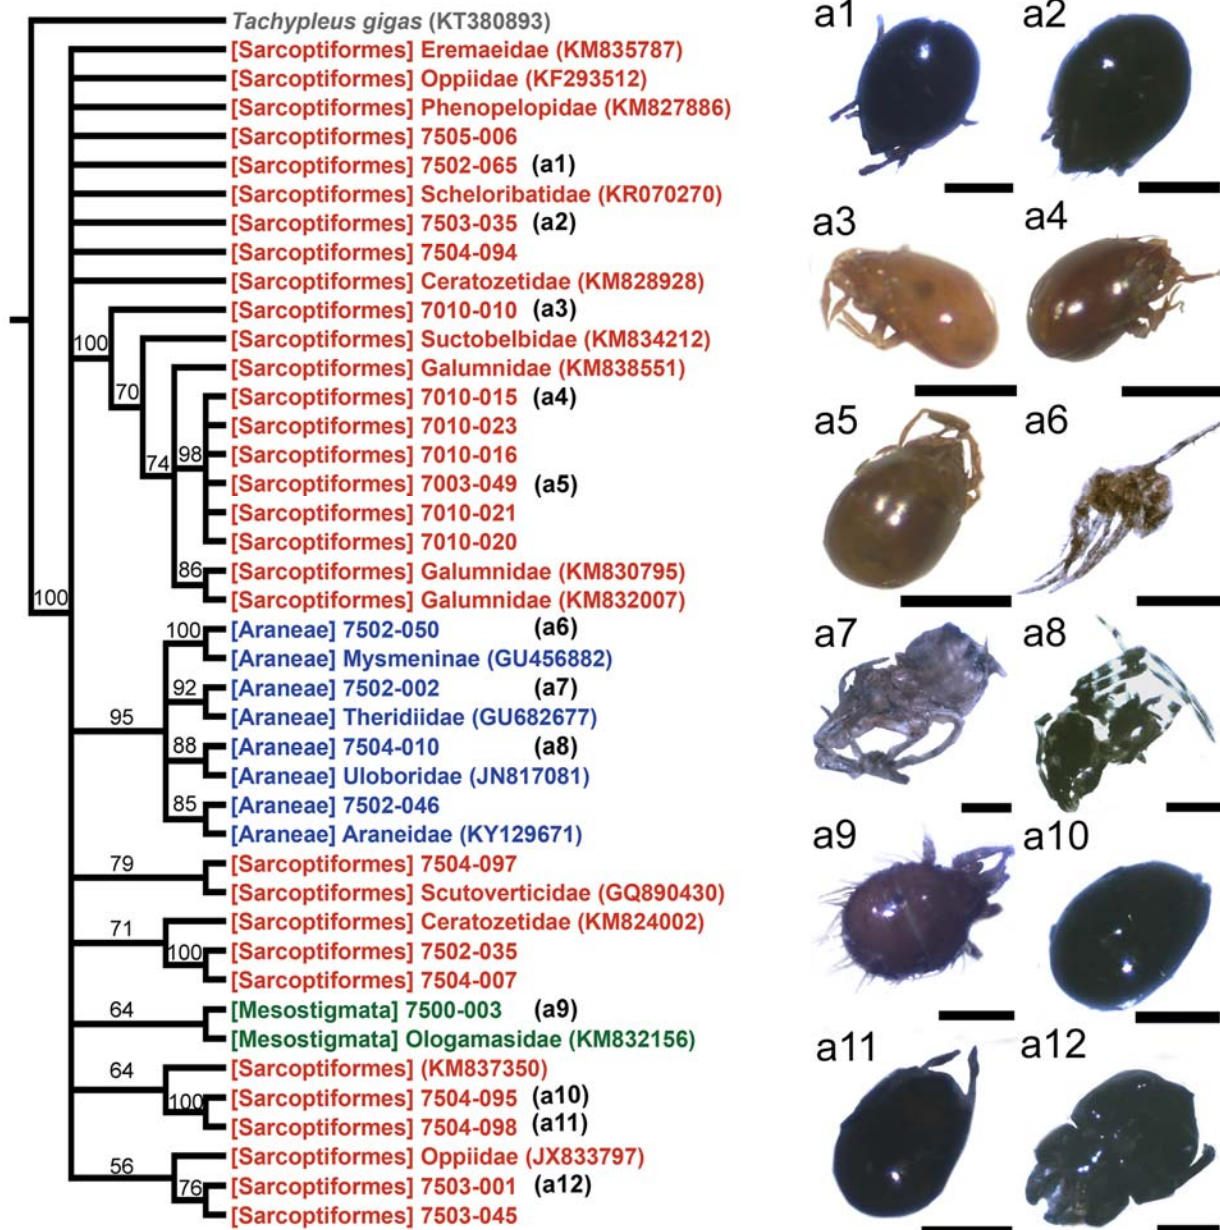 Tachypleus gigas (KT380893)
[Sarcoptiformes] Eremaeidae (KM835787)
[Sarcoptiformes] Oppiidae (KF293512)
[Sarcoptiformes] Phenopelopidae (KM827886)
[Sarcoptiformes] 7505-006
[Sarcoptiformes] 7502-065 (a1)
[Sarcoptiformes] Scheloribatidae (KR070270)
[Sarcoptiformes] 7503-035 (a2)
[Sarcoptiformes] 7504-094
[Sarcoptiformes] Ceratozetidae (KM828928)
[Sarcoptiformes] 7010-010 (a3)
100
[Sarcoptiformes] Suctobelbidae (KM834212)
[Sarcoptiformes] Galumnidae (KM838551)
70
[Sarcoptiformes] 7010-015 (a4)
[Sarcoptiformes] 7010-023
[Sarcoptiformes] 7010-016
74
98
[Sarcoptiformes] 7003-049 (a5)
[Sarcoptiformes] 7010-021
[Sarcoptiformes] 7010-020
86
[Sarcoptiformes] Galumnidae (KM830795)
[Sarcoptiformes] Galumnidae (KM832007)
100
100
[Araneae] 7502-050 (a6)
[Araneae] Mysmeninae (GU456882)
92
[Araneae] 7502-002 (a7)
[Araneae] Theridiidae (GU682677)
95
88
[Araneae] 7504-010 (a8)
[Araneae] Uloboridae (JN817081)
85
[Araneae] 7502-046
[Araneae] Araneidae (KY129671)
79
[Sarcoptiformes] 7504-097
[Sarcoptiformes] Scutoverticidae (GQ890430)
71
[Sarcoptiformes] Ceratozetidae (KM824002)
100
[Sarcoptiformes] 7502-035
[Sarcoptiformes] 7504-007
64
[Mesostigmata] 7500-003 (a9)
[Mesostigmata] Ologamasidae (KM832156)
64
[Sarcoptiformes] (KM837350)
100
[Sarcoptiformes] 7504-095 (a10)
[Sarcoptiformes] 7504-098 (a11)
56
[Sarcoptiformes] Oppiidae (JX833797)
76
[Sarcoptiformes] 7503-001 (a12)
[Sarcoptiformes] 7503-045
a1
a2
a3
a4
a5
a6
a7
a8
a9
a10
a11
a12